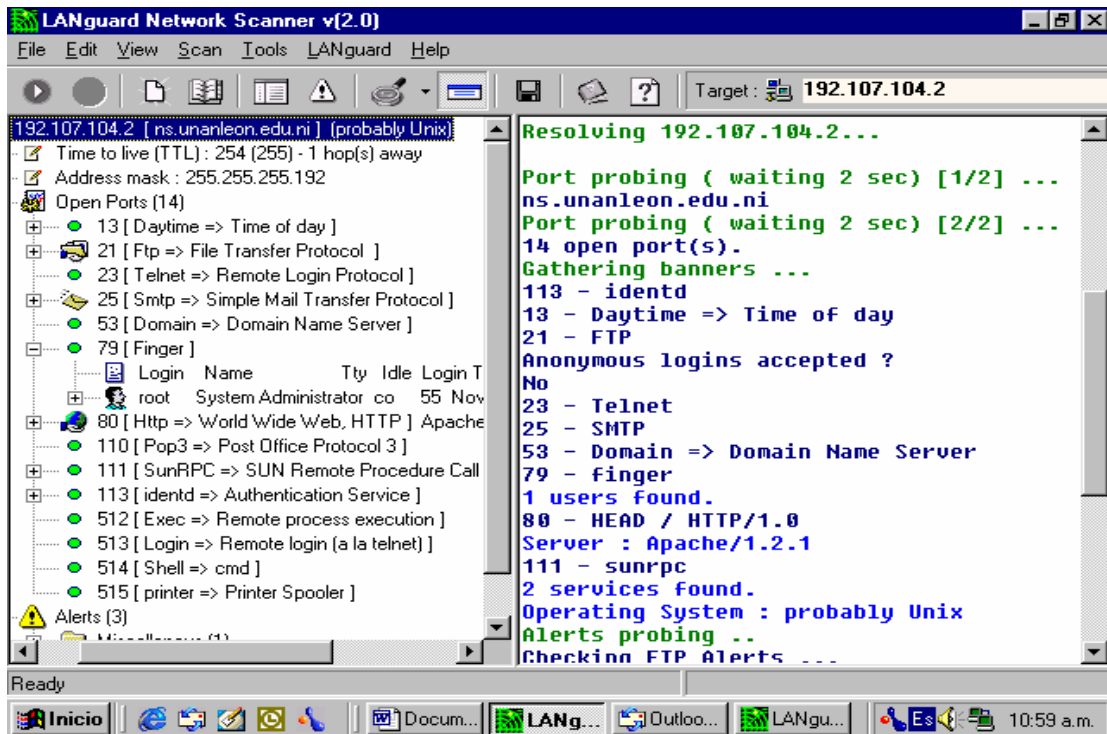 LANguard Network Scanner v(2.0)
File Edit View Scan Tools LANguard Help
Target : 192.107.104.2
192.107.104.2 [ ns.unanleon.edu.ni ] (probably Unix)
Time to live (TTL) : 254 (255) - 1 hop(s) away
Address mask : 255.255.255.192
Open Ports (14)
13 [ Daytime => Time of day ]
21 [ Ftp => File Transfer Protocol ]
23 [ Telnet => Remote Login Protocol ]
25 [ Smtp => Simple Mail Transfer Protocol ]
53 [ Domain => Domain Name Server ]
79 [ Finger ]
Login Name Tty Idle Login T
root System Administrator co 55 Nov
80 [ Http => World Wide Web, HTTP ] Apache
110 [ Pop3 => Post Office Protocol 3 ]
111 [ SunRPC => SUN Remote Procedure Call
113 [ identd => Authentication Service ]
512 [ Exec => Remote process execution ]
513 [ Login => Remote login (a la telnet) ]
514 [ Shell => cmd ]
515 [ printer => Printer Spooler ]
Alerts (3)
Resolving 192.107.104.2...
Port probing ( waiting 2 sec) [1/2] ...
ns.unanleon.edu.ni
Port probing ( waiting 2 sec) [2/2] ...
14 open port(s).
Gathering banners ...
113 - identd
13 - Daytime => Time of day
21 - FTP
Anonymous logins accepted ?
No
23 - Telnet
25 - SMTP
53 - Domain => Domain Name Server
79 - finger
1 users found.
80 - HEAD / HTTP/1.0
Server : Apache/1.2.1
111 - sunrpc
2 services found.
Operating System : probably Unix
Alerts probing ..
Checking FTP Alerts ...
Ready
Inicio Docum... LANg... Outloo... LANgu... Es 10:59 a.m.